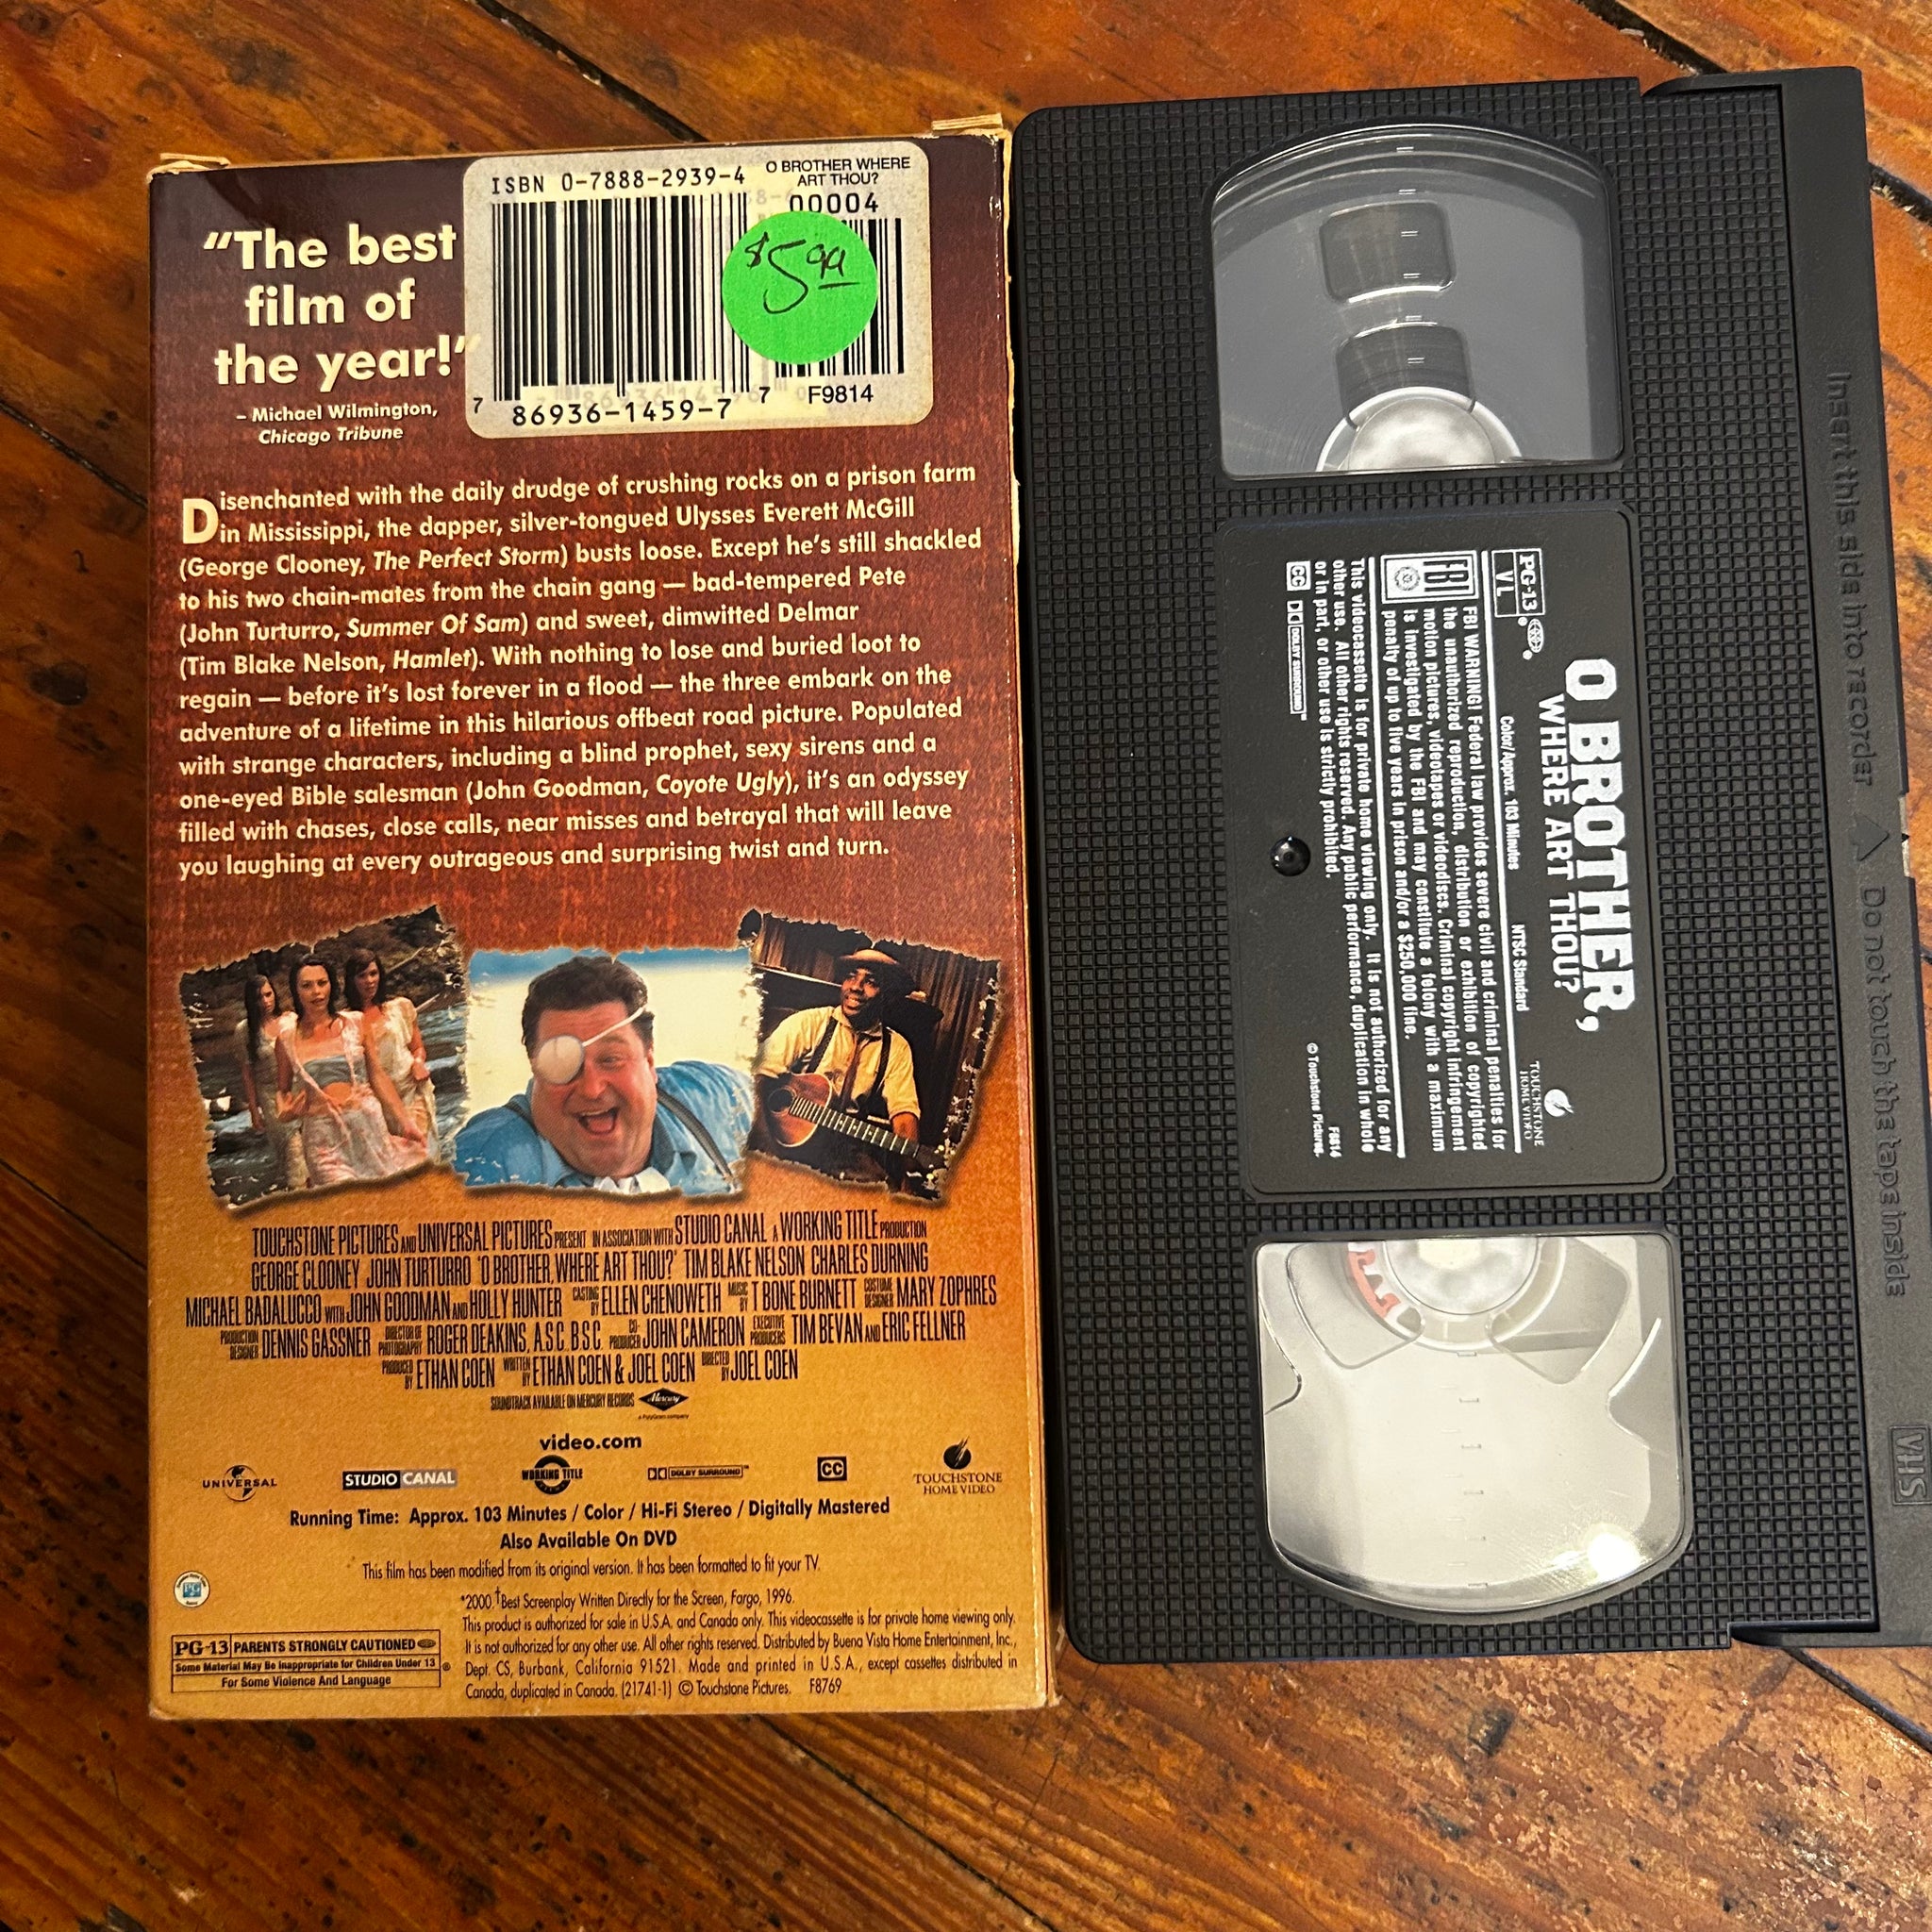 "The best
film of
the year!"
– Michael Wilmington,
Chicago Tribune
ISBN 0-7888-2939-4
O BROTHER WHERE
ART THOU?
00004
$5.99
7 86936-1459-7 7
F9814
Disenchanted with the daily drudge of crushing rocks on a prison farm
in Mississippi, the dapper, silver-tongued Ulysses Everett McGill
(George Clooney, The Perfect Storm) busts loose. Except he's still shackled
to his two chain-mates from the chain gang — bad-tempered Pete
(John Turturro, Summer Of Sam) and sweet, dimwitted Delmar
(Tim Blake Nelson, Hamlet). With nothing to lose and buried loot to
regain — before it's lost forever in a flood — the three embark on the
adventure of a lifetime in this hilarious offbeat road picture. Populated
with strange characters, including a blind prophet, sexy sirens and a
one-eyed Bible salesman (John Goodman, Coyote Ugly), it's an odyssey
filled with chases, close calls, near misses and betrayal that will leave
you laughing at every outrageous and surprising twist and turn.
TOUCHSTONE PICTURES AND UNIVERSAL PICTURES PRESENT IN ASSOCIATION WITH STUDIO CANAL A WORKING TITLE PRODUCTION
GEORGE CLOONEY JOHN TURTURRO 'O BROTHER, WHERE ART THOU?' TIM BLAKE NELSON CHARLES DURNING
MICHAEL BADALUCCO WITH JOHN GOODMAN AND HOLLY HUNTER CASTING BY ELLEN CHENOWETH MUSIC BY T BONE BURNETT COSTUME DESIGNER MARY ZOPHRES
PRODUCTION DESIGNER DENNIS GASSNER DIRECTOR OF PHOTOGRAPHY ROGER DEAKINS, A.S.C. B.S.C. CO-PRODUCER JOHN CAMERON EXECUTIVE PRODUCERS TIM BEVAN AND ERIC FELLNER
PRODUCED BY ETHAN COEN WRITTEN BY ETHAN COEN & JOEL COEN DIRECTED BY JOEL COEN
SOUNDTRACK AVAILABLE ON MERCURY RECORDS Mercury
a PolyGram company
video.com
UNIVERSAL STUDIO CANAL WORKING TITLE DOLBY SURROUND™ CC TOUCHSTONE
HOME VIDEO
Running Time: Approx. 103 Minutes / Color / Hi-Fi Stereo / Digitally Mastered
Also Available On DVD
This film has been modified from its original version. It has been formatted to fit your TV.
*2000. †Best Screenplay Written Directly for the Screen, Fargo, 1996.
This product is authorized for sale in U.S.A. and Canada only. This videocassette is for private home viewing only.
It is not authorized for any other use. All other rights reserved. Distributed by Buena Vista Home Entertainment, Inc.,
Dept. CS, Burbank, California 91521. Made and printed in U.S.A., except cassettes distributed in
Canada, duplicated in Canada. (21741-1) © Touchstone Pictures. F8769
PG
PG-13 PARENTS STRONGLY CAUTIONED
Some Material May Be Inappropriate for Children Under 13 ®
For Some Violence And Language
O BROTHER,
WHERE ART THOU?
TOUCHSTONE
HOME VIDEO
PG-13 ®
V L ®
Color/Approx. 103 Minutes NTSC Standard
FBI
FBI WARNING! Federal law provides severe civil and criminal penalties for
the unauthorized reproduction, distribution or exhibition of copyrighted
motion pictures, videotapes or videodiscs. Criminal copyright infringement
is investigated by the FBI and may constitute a felony with a maximum
penalty of up to five years in prison and/or a $250,000 fine.
This videocassette is for private home viewing only. It is not authorized for any
other use. All other rights reserved. Any public performance, duplication in whole
or in part, or other use is strictly prohibited.
F9814
CC DOLBY SURROUND™ © Touchstone Pictures.
Insert this side into recorder △ Do not touch the tape inside
VHS